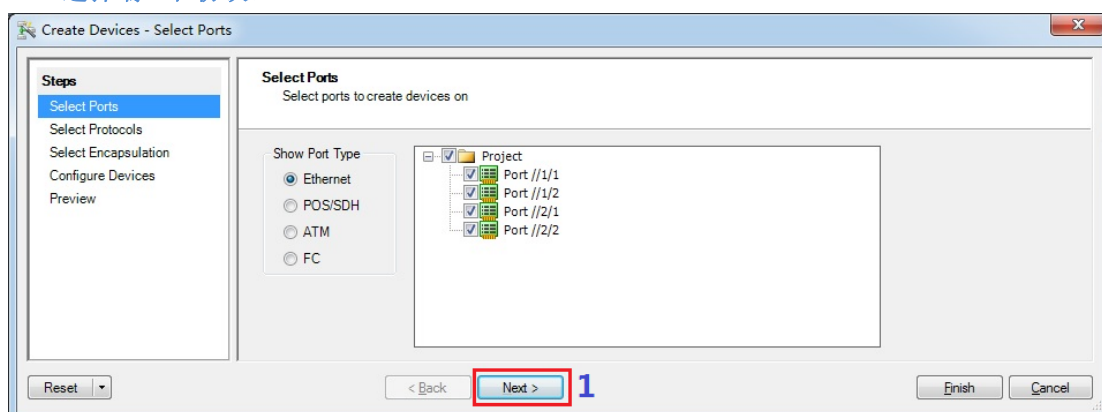 Create Devices - Select Ports
Steps
Select Ports
Select Protocols
Select Encapsulation
Configure Devices
Preview
Select Ports
Select ports to create devices on
Show Port Type
Ethernet
POS/SDH
ATM
FC
Project
Port //1/1
Port //1/2
Port //2/1
Port //2/2
Reset
< Back
Next >
1
Finish
Cancel